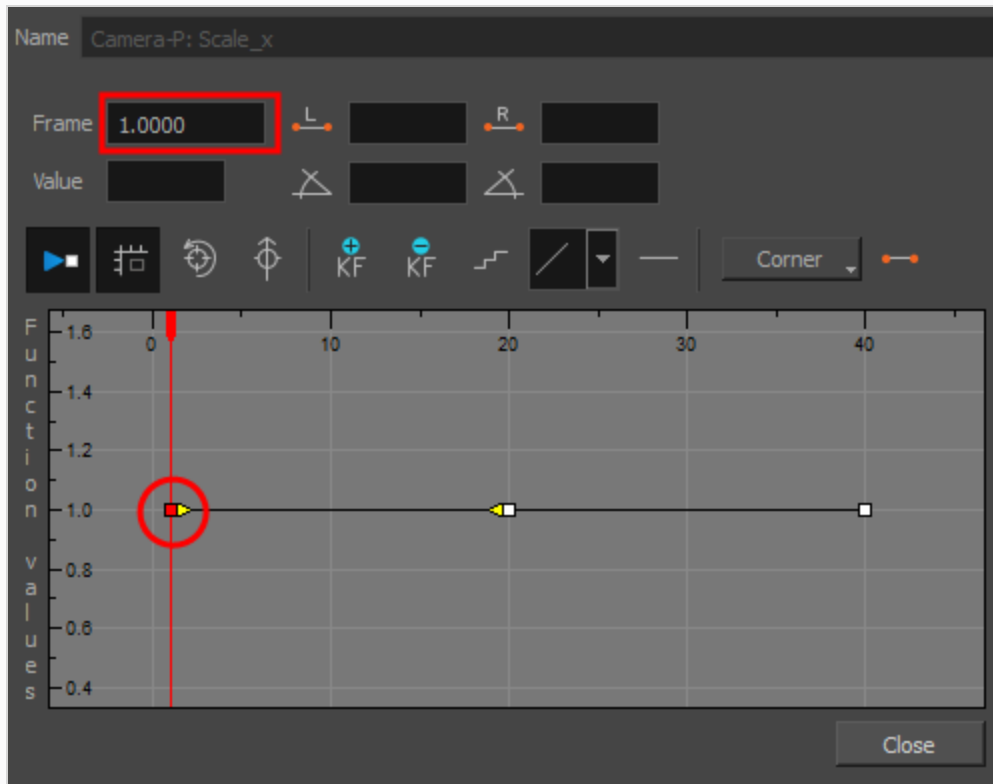 Name Camera-P: Scale_x
Frame 1.0000 L R
Value
KF KF Corner
Function values
0 10 20 30 40
1.6
1.4
1.2
1.0
0.8
0.6
0.4
Close